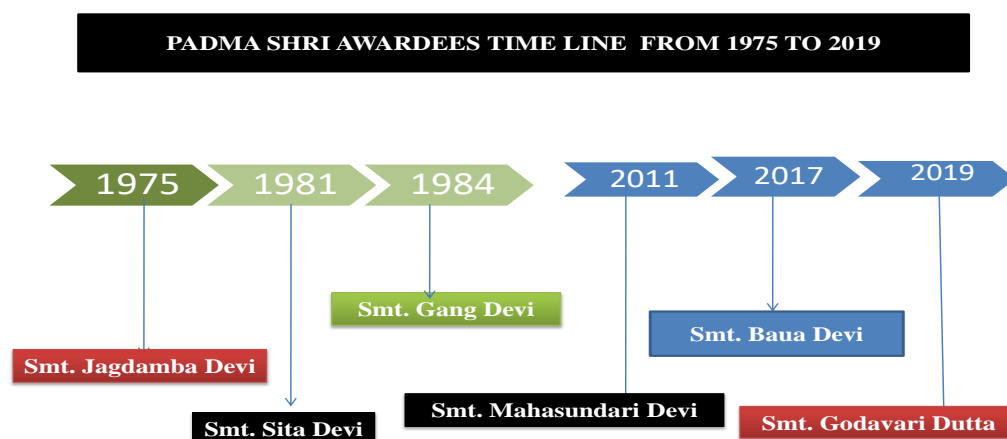 PADMA SHRI AWARDEES TIME LINE FROM 1975 TO 2019
1975
1981
1984
2011
2017
2019
Smt. Gang Devi
Smt. Baua Devi
Smt. Jagdamba Devi
Smt. Mahasundari Devi
Smt. Sita Devi
Smt. Godavari Dutta